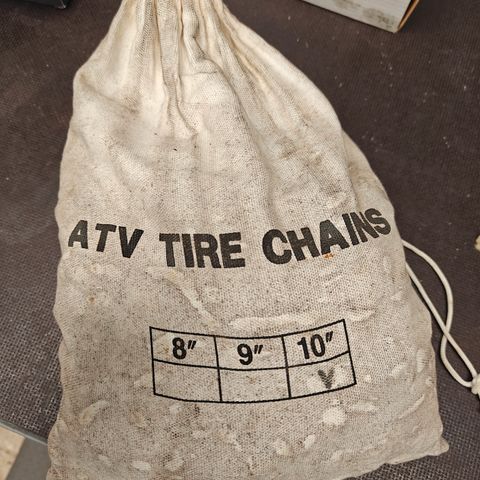 ATV TIRE CHAINS
8" 9" 10"
V